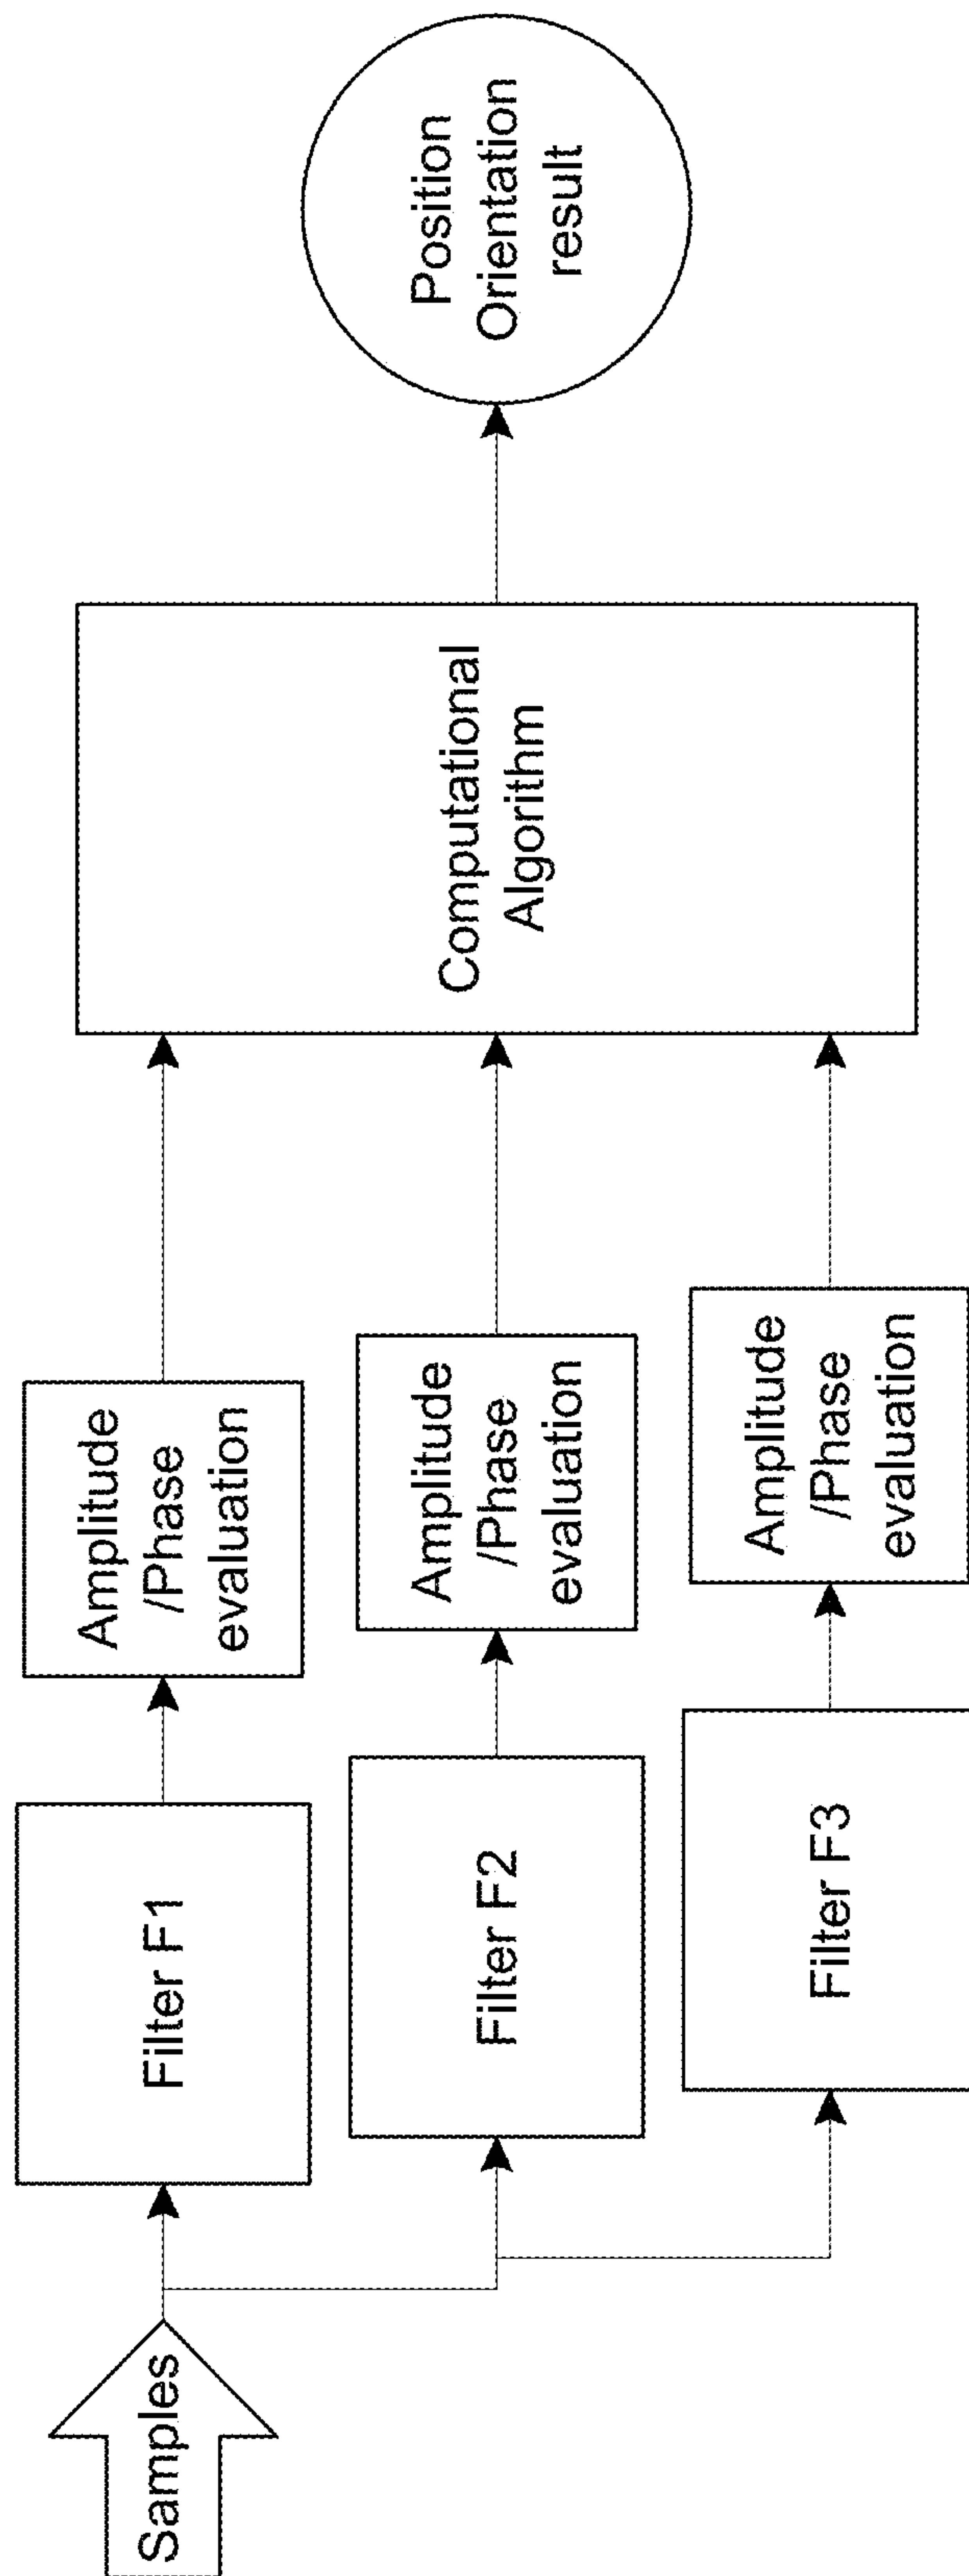 Samples
Filter F1
Amplitude
/Phase
evaluation
Filter F2
Amplitude
/Phase
evaluation
Filter F3
Amplitude
/Phase
evaluation
Computational
Algorithm
Position
Orientation
result